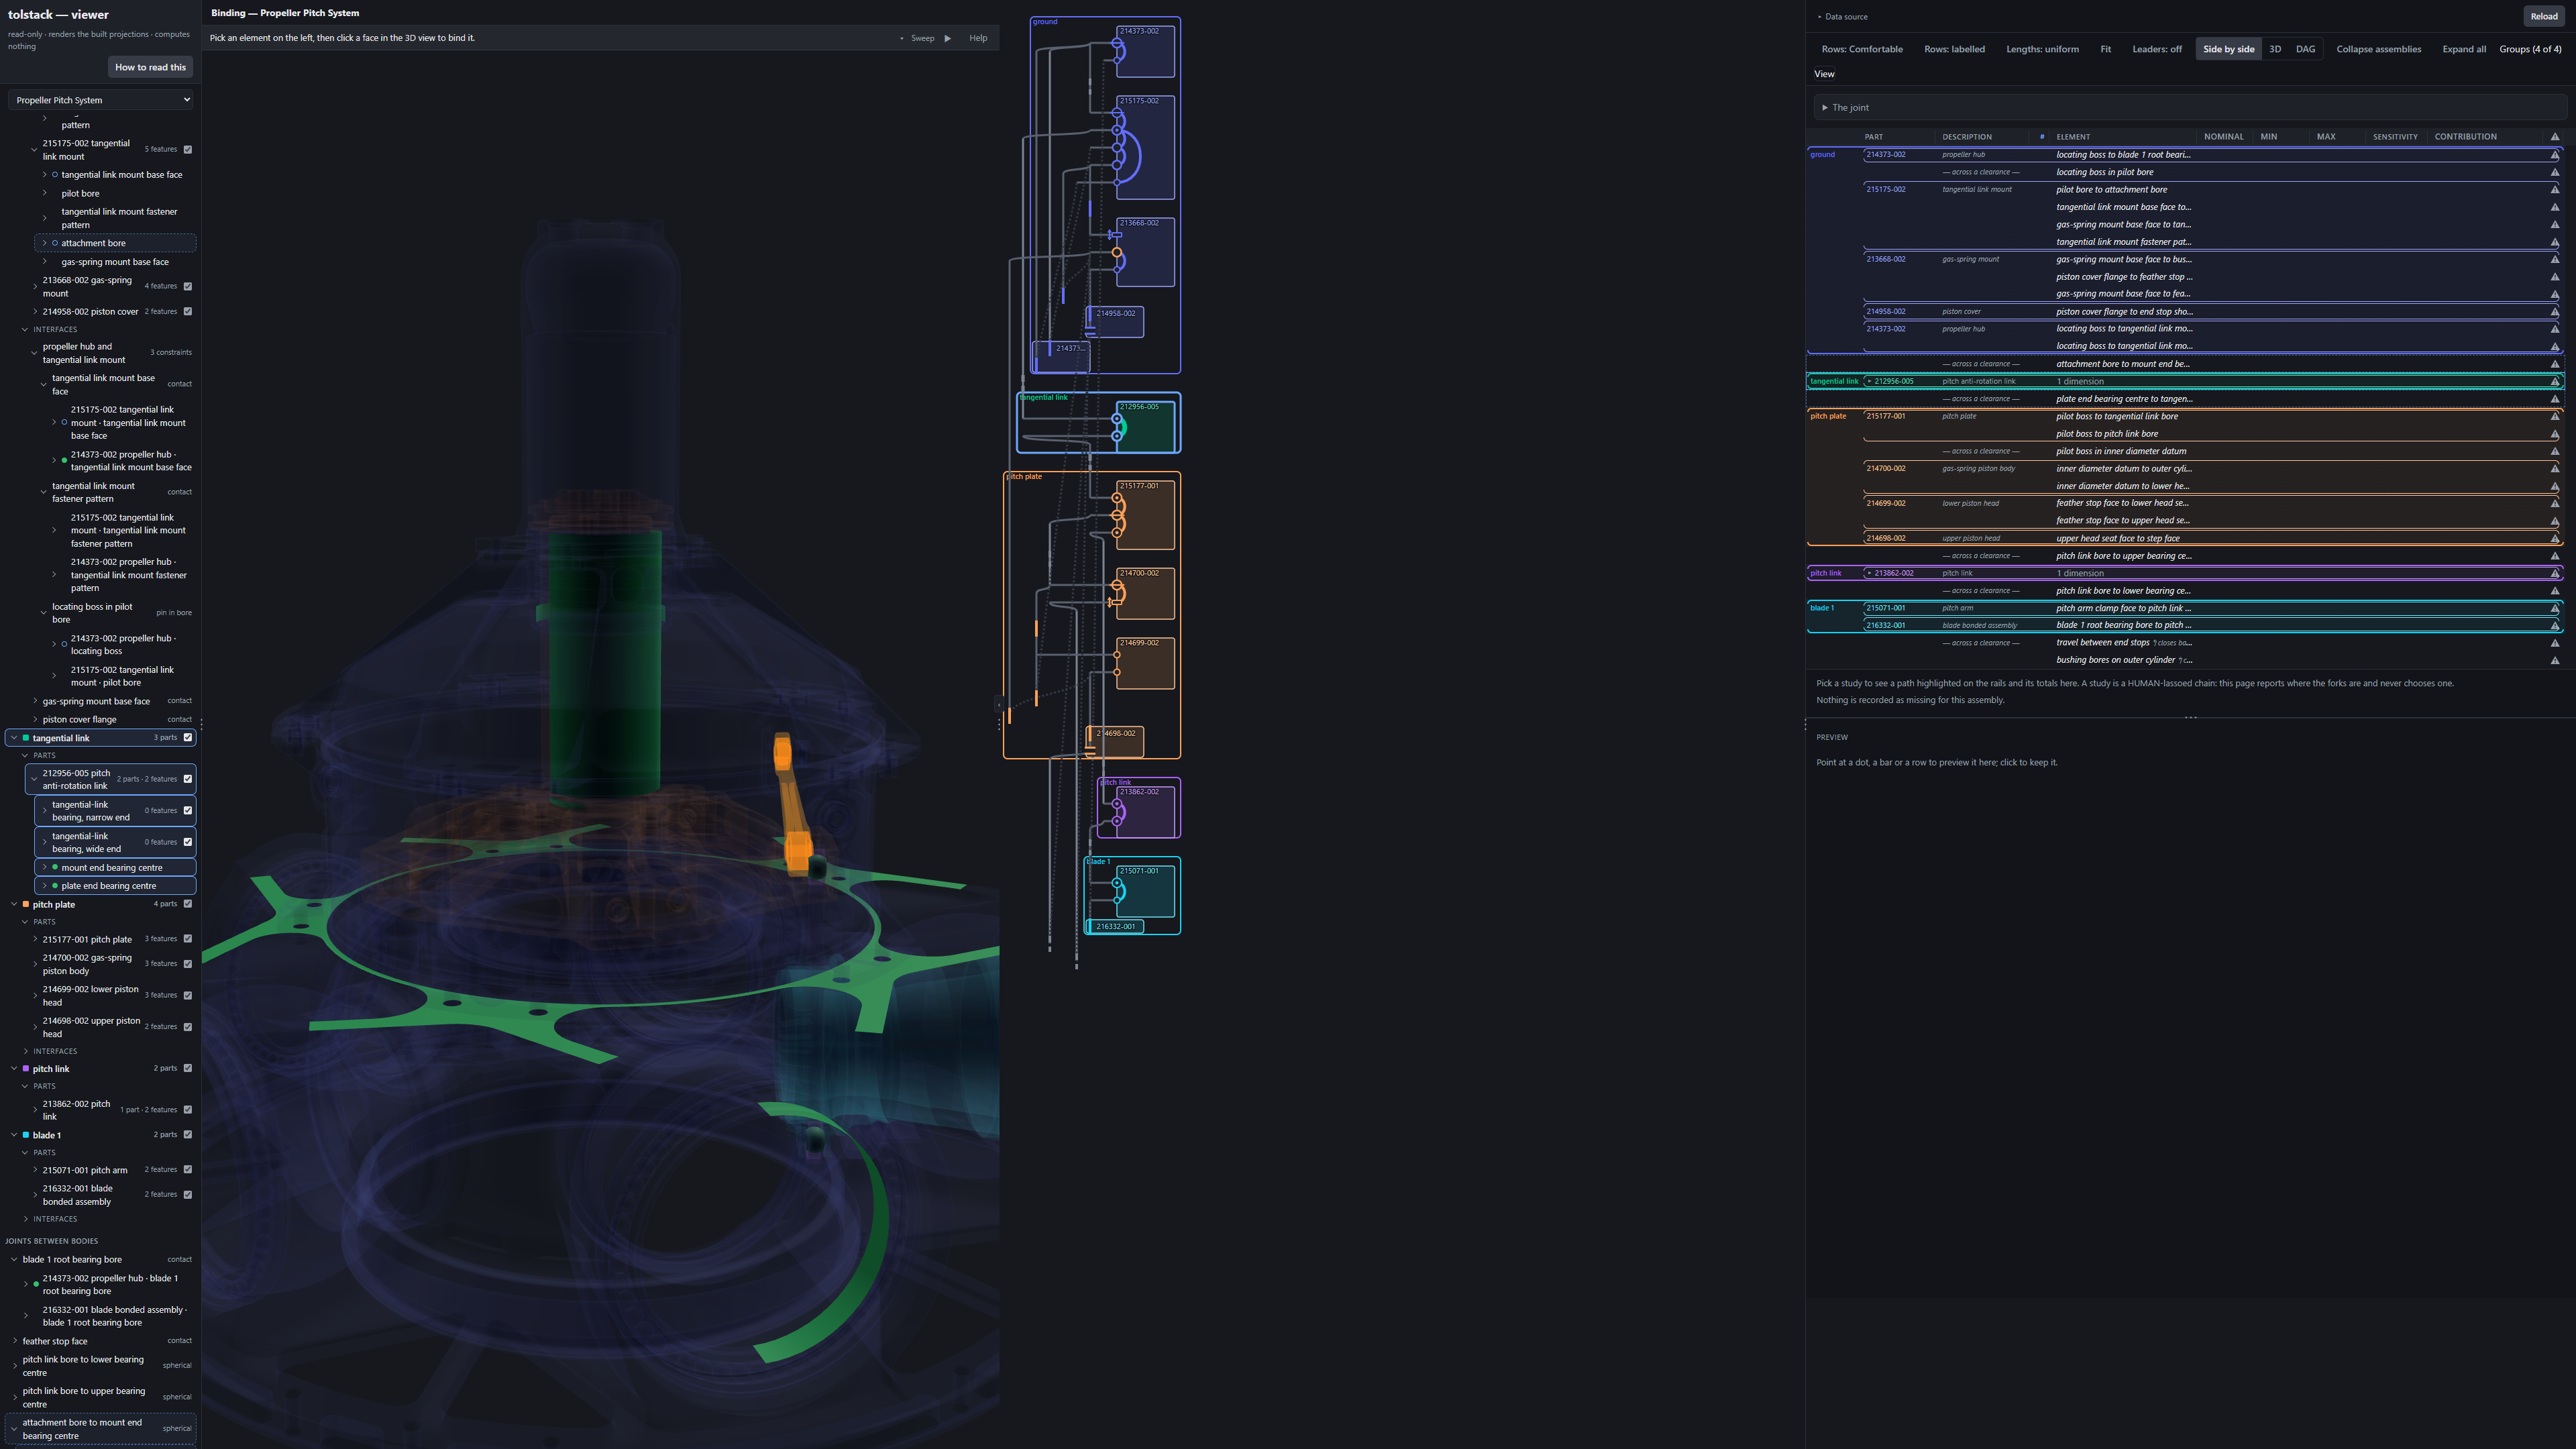 tolstack — viewer
read-only · renders the built projections · computes
nothing
How to read this
Propeller Pitch System
pattern
215175-002 tangential
link mount
5 features
tangential link mount base face
pilot bore
tangential link mount fastener
pattern
attachment bore
gas-spring mount base face
213668-002 gas-spring
mount
4 features
214958-002 piston cover
2 features
INTERFACES
propeller hub and
tangential link mount
3 constraints
tangential link mount base
face
contact
215175-002 tangential link
mount · tangential link mount
base face
214373-002 propeller hub ·
tangential link mount base face
tangential link mount
fastener pattern
contact
215175-002 tangential link
mount · tangential link mount
fastener pattern
214373-002 propeller hub ·
tangential link mount fastener
pattern
locating boss in pilot
bore
pin in bore
214373-002 propeller hub ·
locating boss
215175-002 tangential link
mount · pilot bore
gas-spring mount base face
contact
piston cover flange
contact
tangential link
3 parts
PARTS
212956-005 pitch
anti-rotation link
2 parts · 2 features
tangential-link
bearing, narrow end
0 features
tangential-link
bearing, wide end
0 features
mount end bearing centre
plate end bearing centre
pitch plate
4 parts
PARTS
215177-001 pitch plate
3 features
214700-002 gas-spring
piston body
3 features
214699-002 lower piston
head
3 features
214698-002 upper piston
head
2 features
INTERFACES
pitch link
2 parts
PARTS
213862-002 pitch
link
1 part · 2 features
blade 1
2 parts
PARTS
215071-001 pitch arm
2 features
216332-001 blade
bonded assembly
2 features
INTERFACES
JOINTS BETWEEN BODIES
blade 1 root bearing bore
contact
214373-002 propeller hub · blade 1
root bearing bore
216332-001 blade bonded assembly ·
blade 1 root bearing bore
feather stop face
contact
pitch link bore to lower bearing
centre
spherical
pitch link bore to upper bearing
centre
spherical
attachment bore to mount end
bearing centre
spherical
Binding — Propeller Pitch System
Pick an element on the left, then click a face in the 3D view to bind it.
Sweep
Help
ground
214373-002
215175-002
213668-002
214958-002
214373...
tangential link
212956-005
pitch plate
215177-001
214700-002
214699-002
214698-002
pitch link
213862-002
blade 1
215071-001
216332-001
Data source
Reload
Rows: Comfortable
Rows: labelled
Lengths: uniform
Fit
Leaders: off
Side by side
3D
DAG
Collapse assemblies
Expand all
Groups (4 of 4)
View
The joint
PART DESCRIPTION # ELEMENT NOMINAL MIN MAX SENSITIVITY CONTRIBUTION
ground 214373-002 propeller hub locating boss to blade 1 root beari...
— across a clearance — locating boss in pilot bore
215175-002 tangential link mount pilot bore to attachment bore
tangential link mount base face to...
gas-spring mount base face to tan...
tangential link mount fastener pat...
213668-002 gas-spring mount gas-spring mount base face to bus...
piston cover flange to feather stop ...
gas-spring mount base face to fea...
214958-002 piston cover piston cover flange to end stop sho...
214373-002 propeller hub locating boss to tangential link mo...
locating boss to tangential link mo...
— across a clearance — attachment bore to mount end be...
tangential link 212956-005 pitch anti-rotation link 1 dimension
— across a clearance — plate end bearing centre to tangen...
pitch plate 215177-001 pitch plate pilot boss to tangential link bore
pilot boss to pitch link bore
— across a clearance — pilot boss in inner diameter datum
214700-002 gas-spring piston body inner diameter datum to outer cyli...
inner diameter datum to lower he...
214699-002 lower piston head feather stop face to lower head se...
feather stop face to upper head se...
214698-002 upper piston head upper head seat face to step face
— across a clearance — pitch link bore to upper bearing ce...
pitch link 213862-002 pitch link 1 dimension
— across a clearance — pitch link bore to lower bearing ce...
blade 1 215071-001 pitch arm pitch arm clamp face to pitch link ...
216332-001 blade bonded assembly blade 1 root bearing bore to pitch ...
— across a clearance — travel between end stops closes ba...
bushing bores on outer cylinder
Pick a study to see a path highlighted on the rails and its totals here. A study is a HUMAN-lassoed chain: this page reports where the forks are and never chooses one.
Nothing is recorded as missing for this assembly.
PREVIEW
Point at a dot, a bar or a row to preview it here; click to keep it.